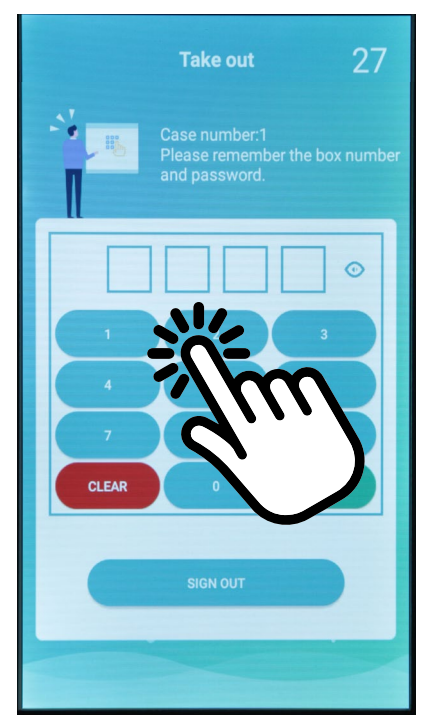 Take out
27
Case number:1
Please remember the box number
and password.
1
3
4
7
CLEAR
0
SIGN OUT